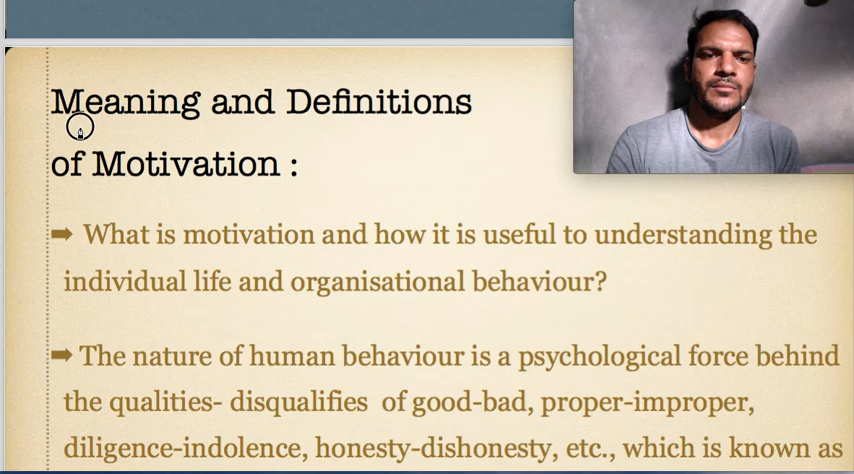 Meaning and Definitions
of Motivation :
➡ What is motivation and how it is useful to understanding the
individual life and organisational behaviour?
➡ The nature of human behaviour is a psychological force behind
the qualities- disqualifies of good-bad, proper-improper,
diligence-indolence, honesty-dishonesty, etc., which is known as